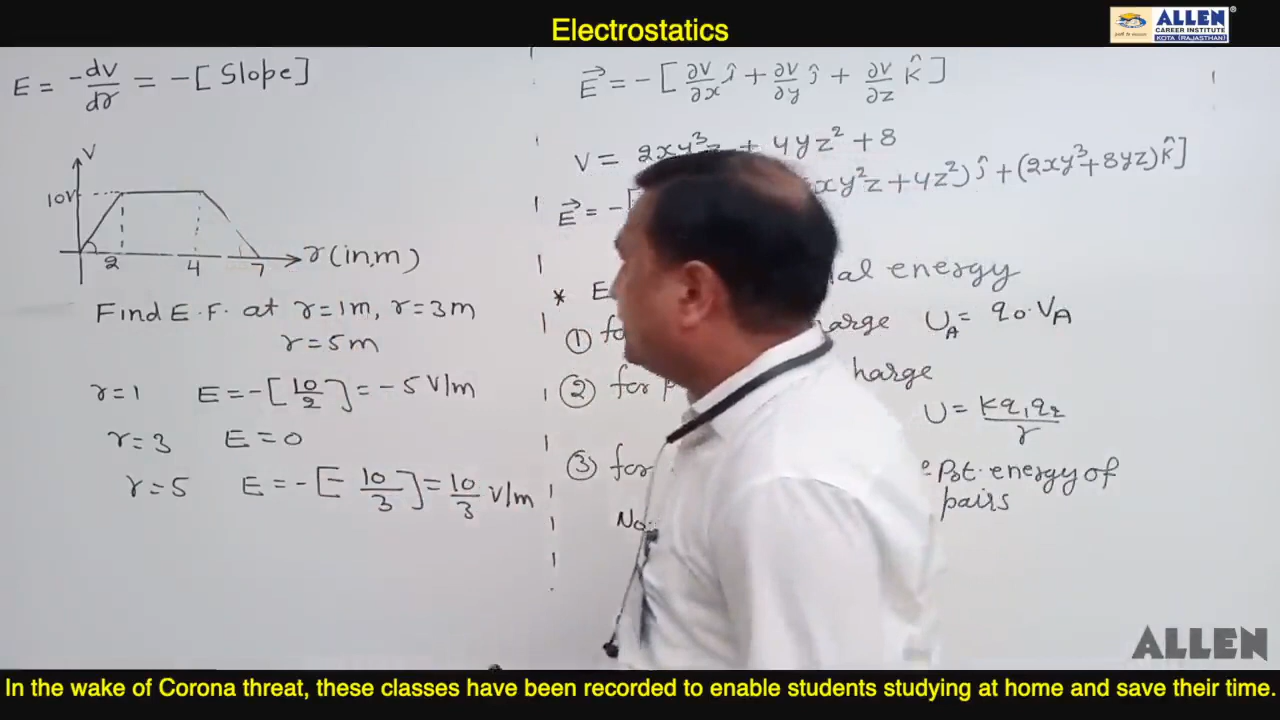 Electrostatics
ALLEN
CAREER INSTITUTE
KOTA (RAJASTHAN)
E = -dV/dr = -[Slope]
V
10V
2 4 7 r (in, m)
Find E.F. at r=1m, r=3m
r=5m
r=1 E = -[10/2] = -5 V/m
r=3 E = 0
r=5 E = -[-10/3] = 10/3 V/m
E⃗ = -[∂V/∂x î + ∂V/∂y ĵ + ∂V/∂z k̂]
V = 2xy³z + 4yz² + 8
E⃗ = -[ xy²z + 4z²) ĵ + (2xy³ + 8yz) k̂]
* E al energy
① fo harge U_A = q₀.V_A
② for p harge
U = Kq₁q₂/r
③ for Pot. energy of
pairs
No
ALLEN
In the wake of Corona threat, these classes have been recorded to enable students studying at home and save their time.